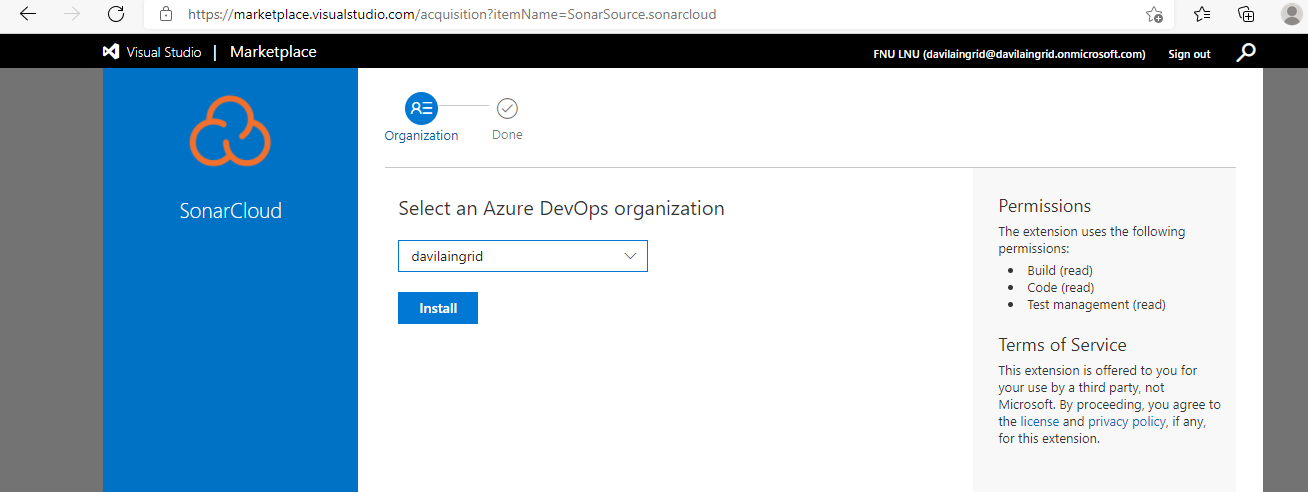 https://marketplace.visualstudio.com/acquisition?itemName=SonarSource.sonarcloud
Visual Studio | Marketplace
FNU LNU (davilaingrid@davilaingrid.onmicrosoft.com) Sign out
SonarCloud
Organization
Done
Select an Azure DevOps organization
davilaingrid
Install
Permissions
The extension uses the following
permissions:
• Build (read)
• Code (read)
• Test management (read)
Terms of Service
This extension is offered to you for
your use by a third party, not
Microsoft. By proceeding, you agree to
the license and privacy policy, if any,
for this extension.